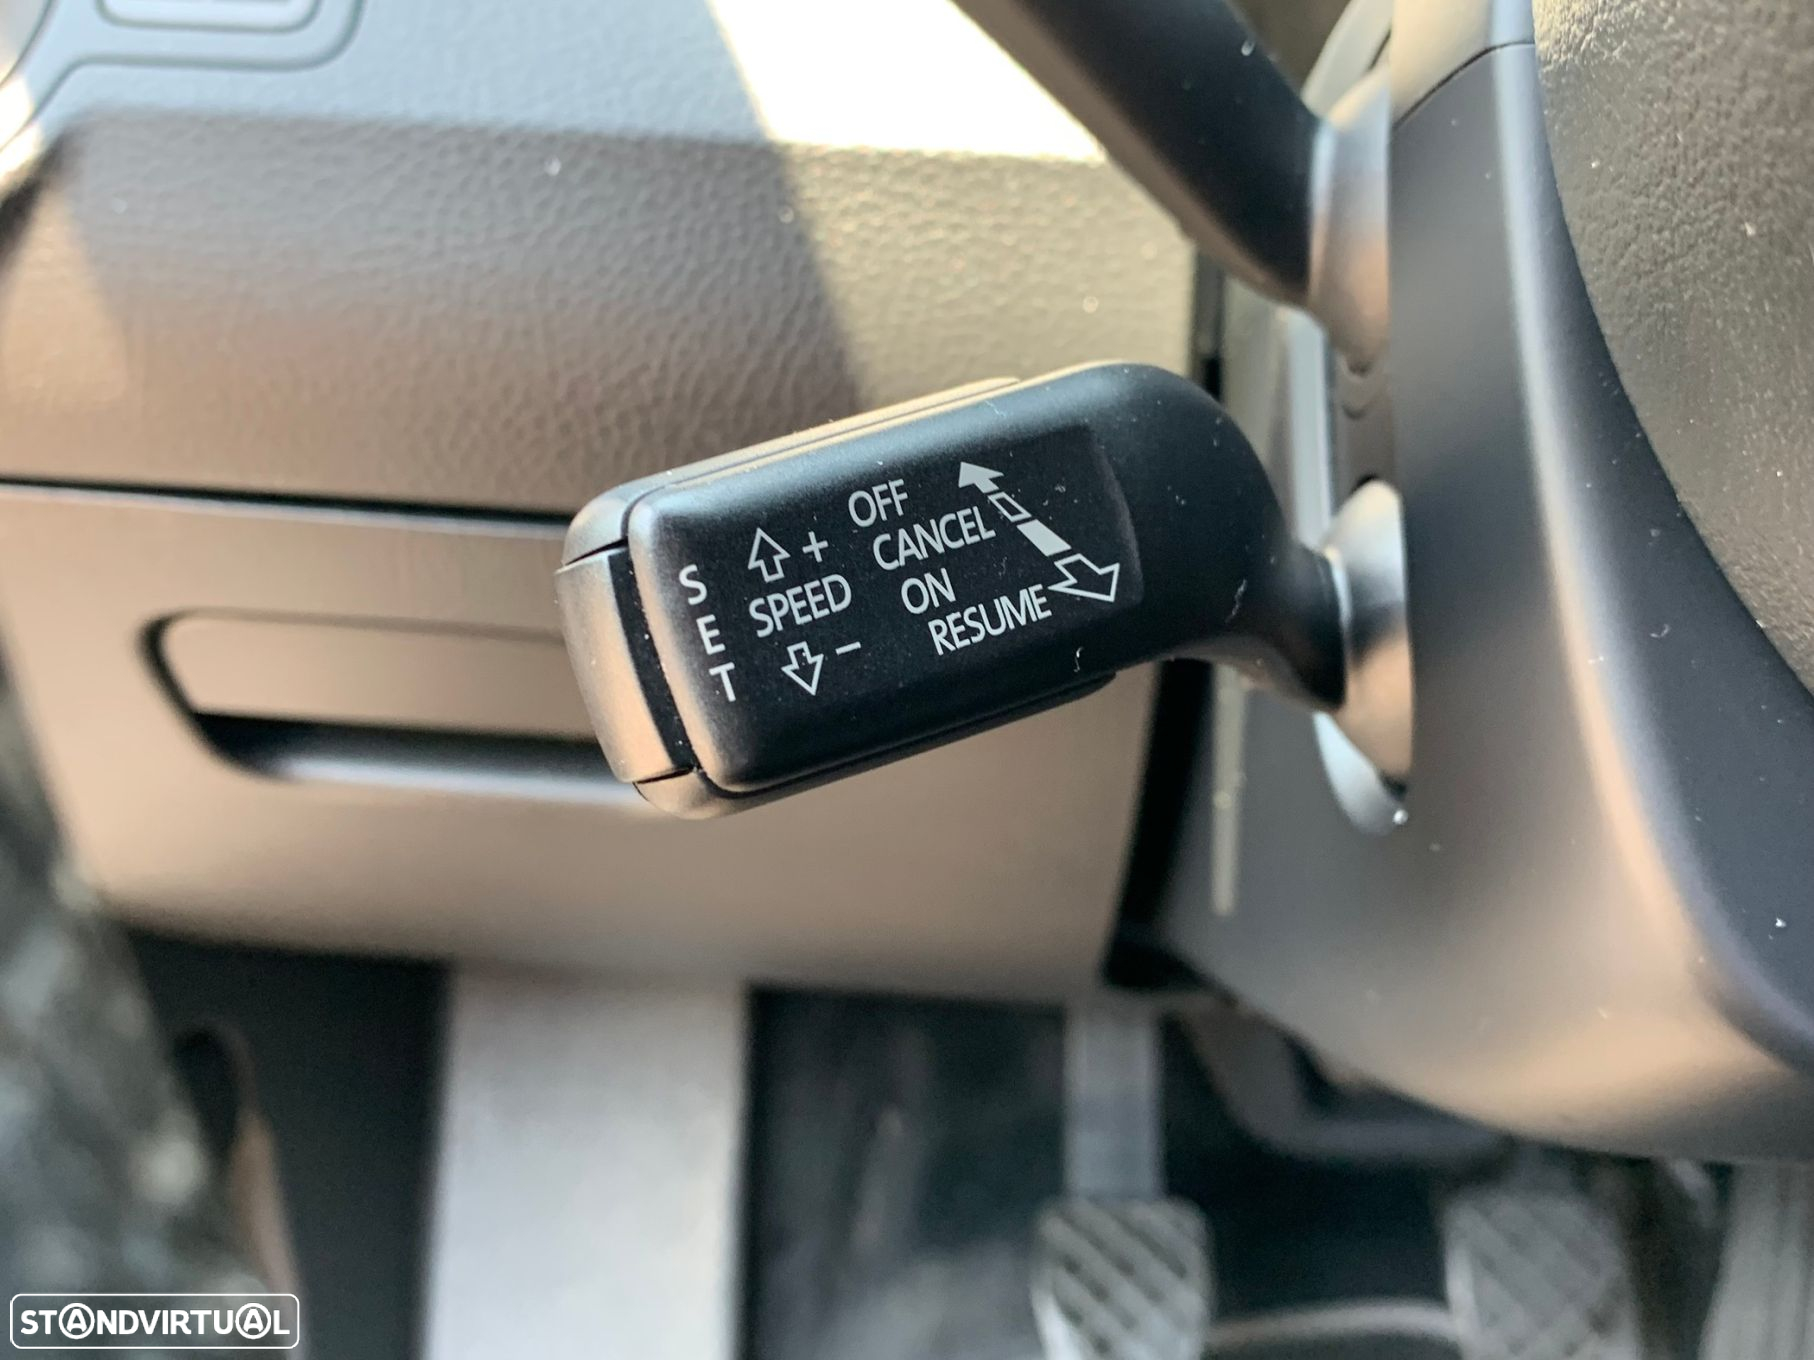 SET
+
SPEED
−
OFF
CANCEL
ON
RESUME
STANDVIRTUAL